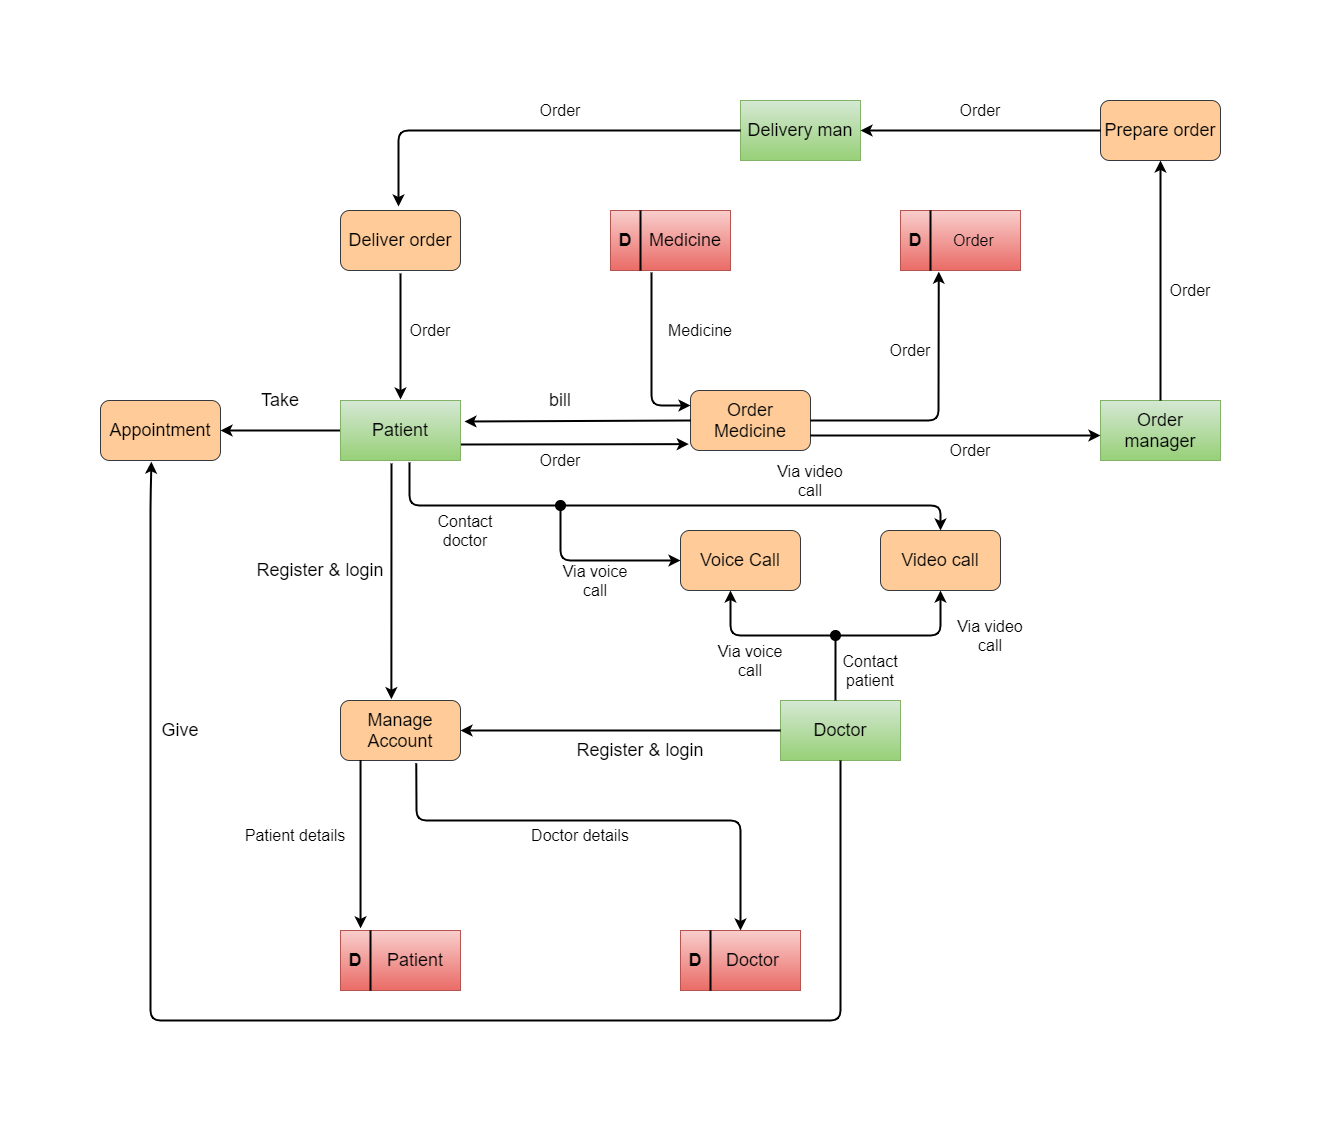 Order
Delivery man
Order
Prepare order
Deliver order
D
Medicine
D
Order
Order
Medicine
Order
Order
Take
bill
Appointment
Patient
Order
Medicine
Order
manager
Order
Order
Via video
call
Contact
doctor
Register & login
Via voice
call
Voice Call
Video call
Via voice
call
Contact
patient
Via video
call
Give
Manage
Account
Register & login
Doctor
Patient details
Doctor details
D
Patient
D
Doctor